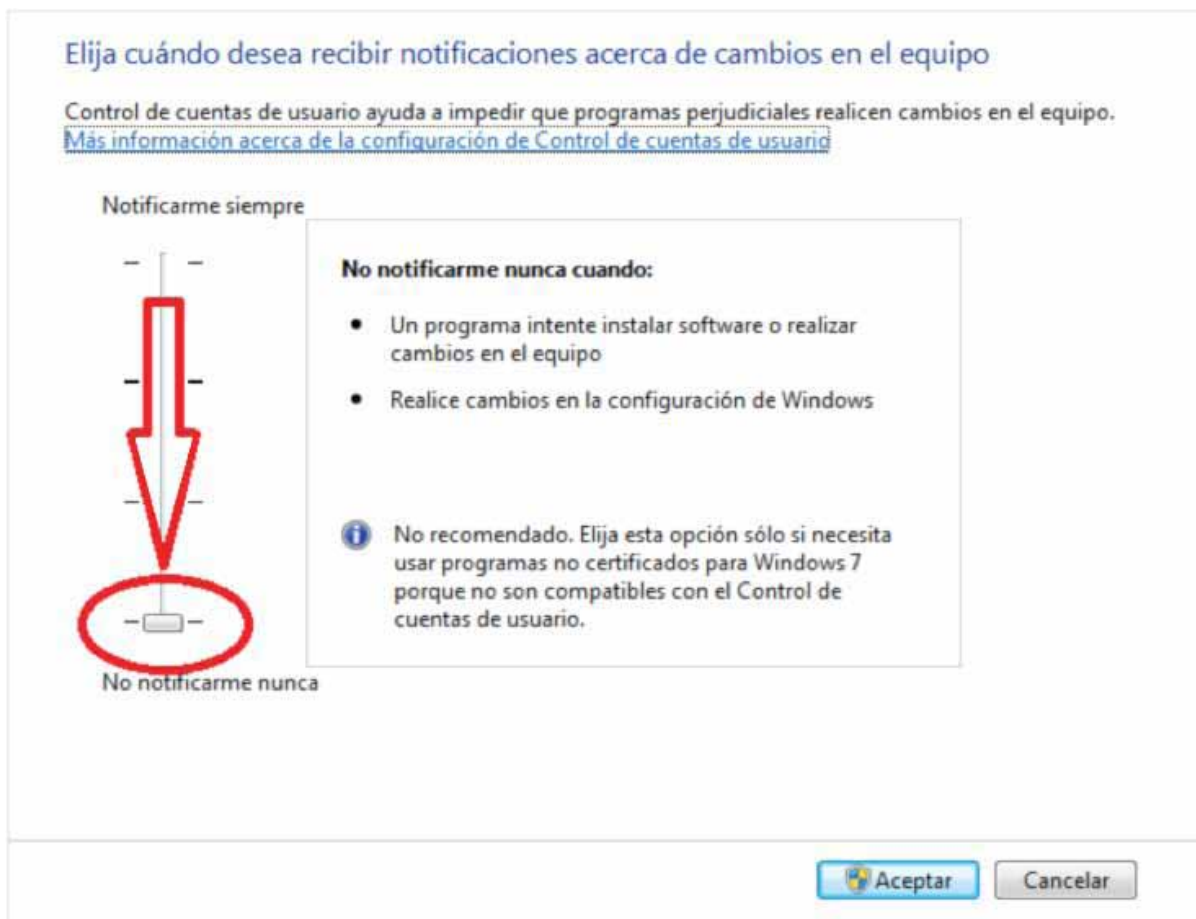 Elija cuándo desea recibir notificaciones acerca de cambios en el equipo
Control de cuentas de usuario ayuda a impedir que programas perjudiciales realicen cambios en el equipo.
Más información acerca de la configuración de Control de cuentas de usuario
Notificarme siempre
No notificarme nunca cuando:
• Un programa intente instalar software o realizar
cambios en el equipo
• Realice cambios en la configuración de Windows
No recomendado. Elija esta opción sólo si necesita
usar programas no certificados para Windows 7
porque no son compatibles con el Control de
cuentas de usuario.
No notificarme nunca
Aceptar
Cancelar